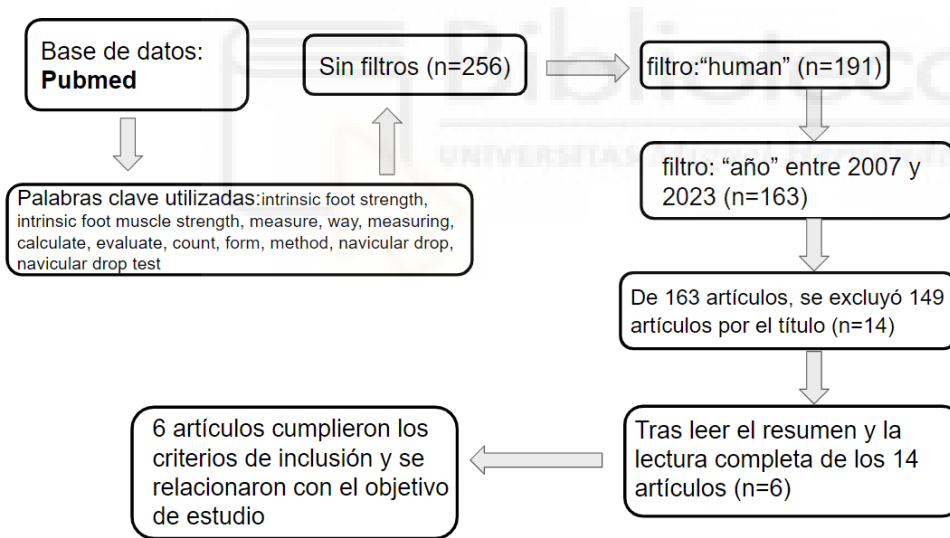 Base de datos:
Pubmed
Palabras clave utilizadas:intrinsic foot strength,
intrinsic foot muscle strength, measure, way, measuring,
calculate, evaluate, count, form, method, navicular drop,
navicular drop test
Sin filtros (n=256)
filtro:“human” (n=191)
filtro: “año” entre 2007 y
2023 (n=163)
De 163 artículos, se excluyó 149
artículos por el título (n=14)
Tras leer el resumen y la
lectura completa de los 14
artículos (n=6)
6 artículos cumplieron los
criterios de inclusión y se
relacionaron con el objetivo
de estudio
Biblioteca
UNIVERSITAS Miguel Hernández